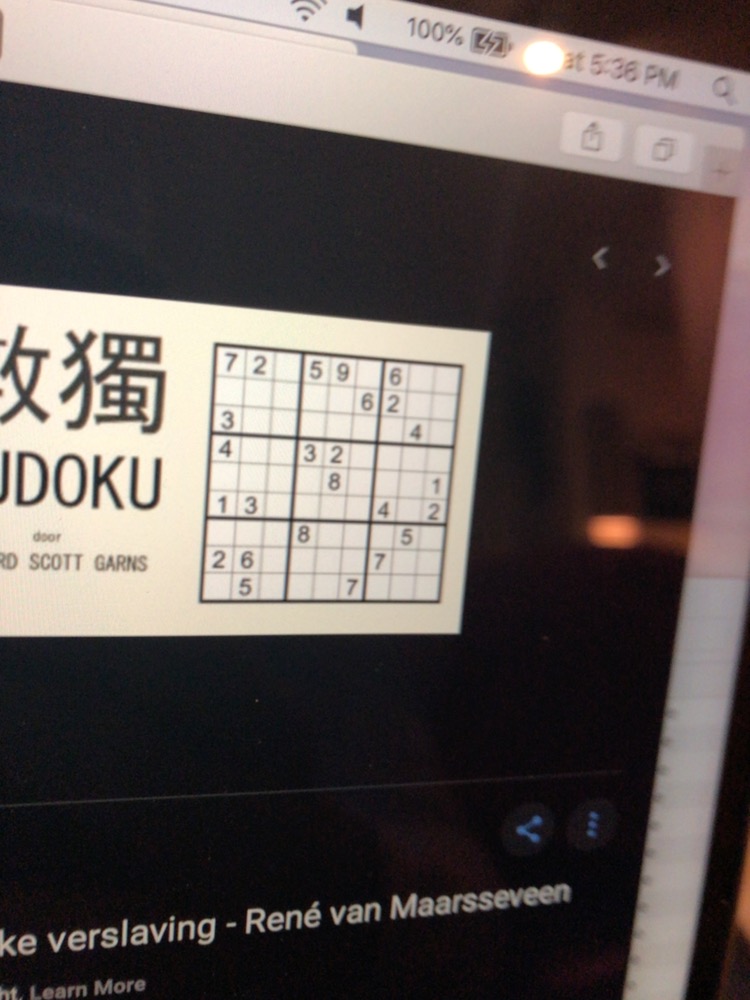 100%
at 5:36 PM
獨
UDOKU
door
RD SCOTT GARNS
7 2 5 9 6
6 2
3 4
4 3 2
8 1
1 3 4 2
8 5
2 6 7
5 7
ke verslaving - René van Maarsseveen
ht. Learn More